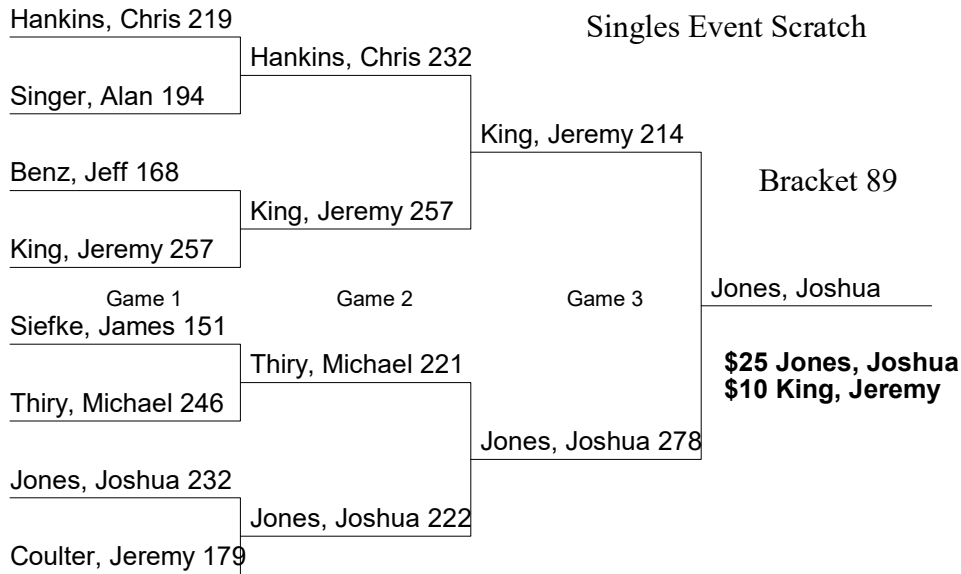 Hankins, Chris 219
Singles Event Scratch
Hankins, Chris 232
Singer, Alan 194
King, Jeremy 214
Benz, Jeff 168
Bracket 89
King, Jeremy 257
King, Jeremy 257
Game 1
Game 2
Game 3
Jones, Joshua
Siefke, James 151
Thiry, Michael 221
$25 Jones, Joshua
$10 King, Jeremy
Thiry, Michael 246
Jones, Joshua 278
Jones, Joshua 232
Jones, Joshua 222
Coulter, Jeremy 179